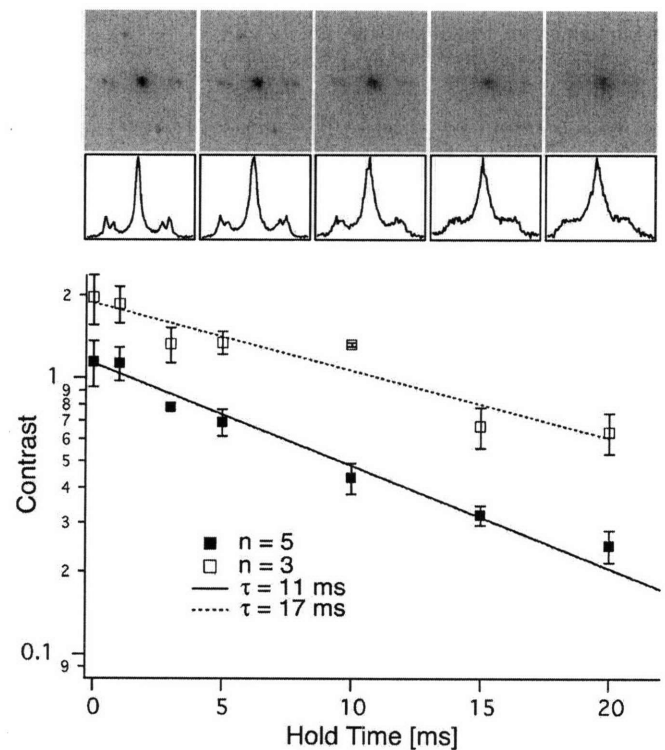 2
1
9
8
7
6
5
4
3
2
0.1
9
Contrast
n = 5
n = 3
τ = 11 ms
τ = 17 ms
0 5 10 15 20
Hold Time [ms]